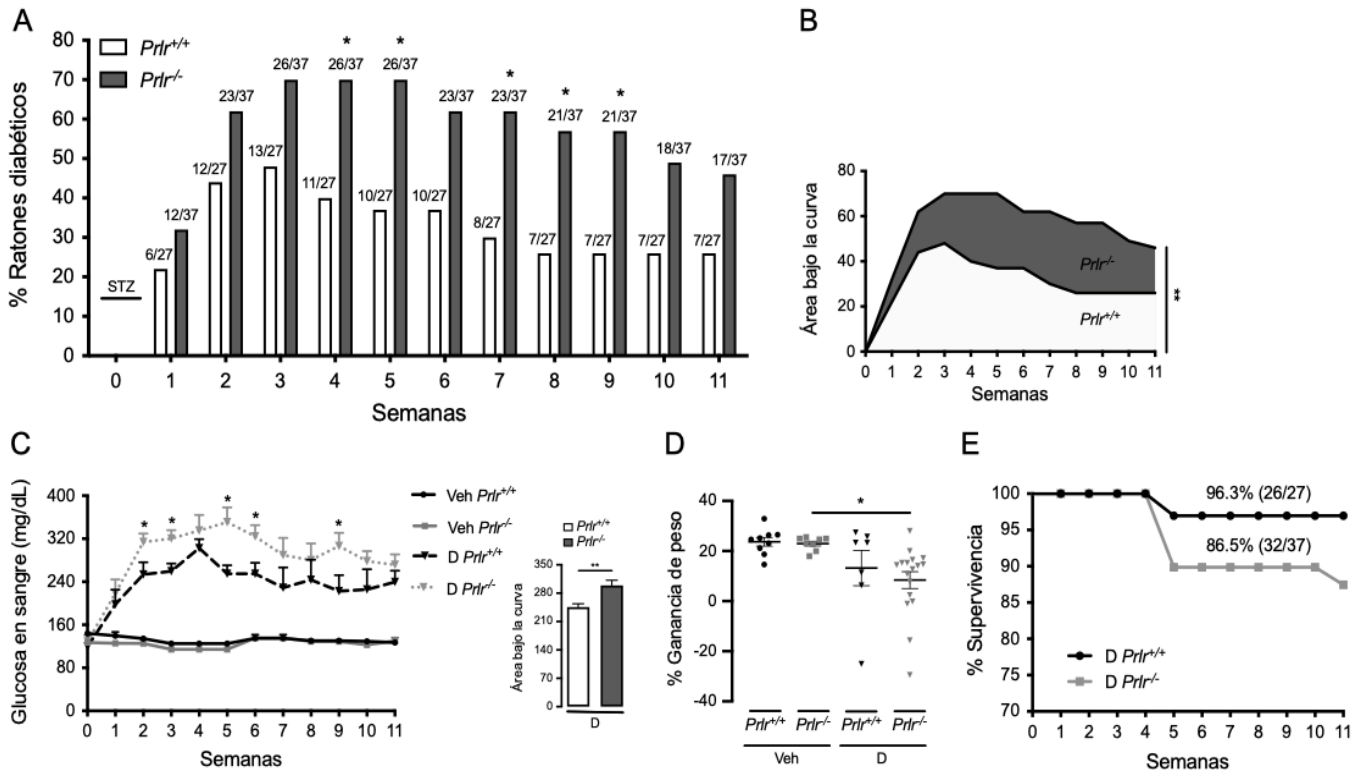 A
80
70
60
50
40
30
20
10
0
% Ratones diabéticos
Prlr+/+
Prlr-/-
STZ
6/27
12/37
12/27
23/37
13/27
26/37
11/27
26/37
*
10/27
26/37
*
10/27
23/37
8/27
23/37
*
7/27
21/37
*
7/27
21/37
*
7/27
18/37
7/27
17/37
0 1 2 3 4 5 6 7 8 9 10 11
Semanas
B
80
60
40
20
0
Área bajo la curva
Prlr-/-
Prlr+/+
**
0 1 2 3 4 5 6 7 8 9 10 11
Semanas
C
400
320
240
160
80
0
Glucosa en sangre (mg/dL)
* * * * *
Veh Prlr+/+
Veh Prlr-/-
D Prlr+/+
D Prlr-/-
0 1 2 3 4 5 6 7 8 9 10 11
Semanas
Prlr+/+
Prlr-/-
350
280
210
140
70
0
Área bajo la curva
**
D
D
40
20
0
-20
-40
% Ganancia de peso
*
Prlr+/+ Prlr-/- Prlr+/+ Prlr-/-
Veh D
E
100
95
90
85
80
75
70
% Supervivencia
96.3% (26/27)
86.5% (32/37)
D Prlr+/+
D Prlr-/-
0 1 2 3 4 5 6 7 8 9 10 11
Semanas